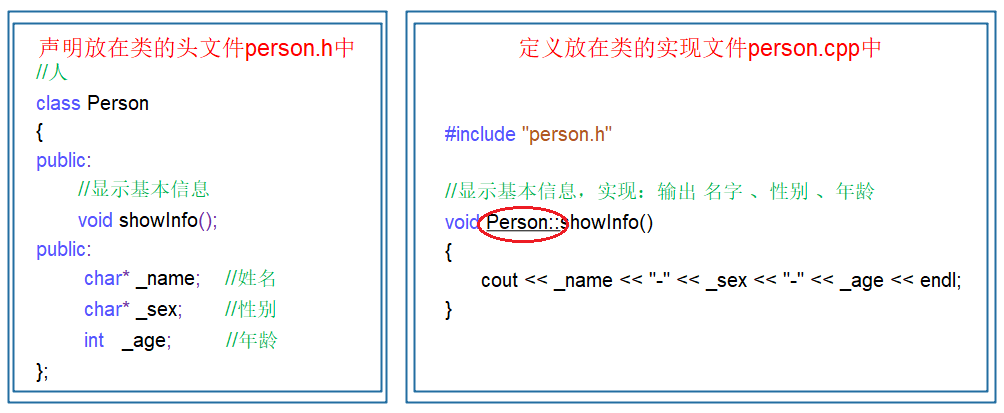 声明放在类的头文件person.h中
//人
class Person
{
public:
//显示基本信息
void showInfo();
public:
char* _name; //姓名
char* _sex; //性别
int _age; //年龄
};
定义放在类的实现文件person.cpp中
#include "person.h"
//显示基本信息，实现：输出 名字 、性别 、年龄
void Person::showInfo()
{
cout << _name << "-" << _sex << "-" << _age << endl;
}